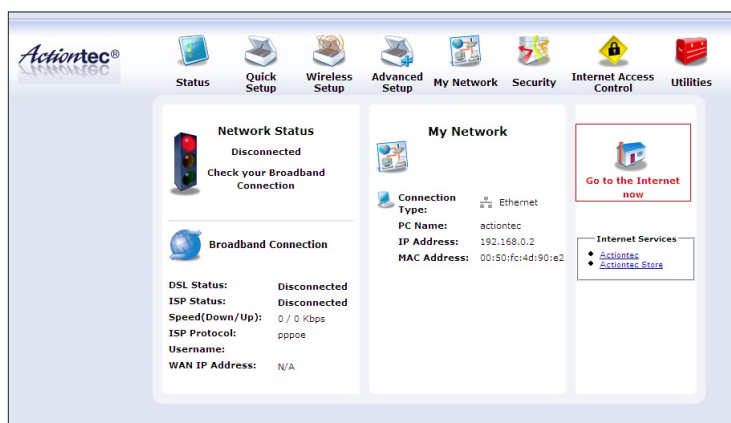 Actiontec®
Status
Quick Setup
Wireless Setup
Advanced Setup
My Network
Security
Internet Access Control
Utilities
Network Status
Disconnected
Check your Broadband
Connection
Broadband Connection
DSL Status: Disconnected
ISP Status: Disconnected
Speed(Down/Up): 0 / 0 Kbps
ISP Protocol: pppoe
Username:
WAN IP Address: N/A
My Network
Connection Type: Ethernet
PC Name: actiontec
IP Address: 192.168.0.2
MAC Address: 00:50:fc:4d:90:e2
Go to the Internet
now
Internet Services
Actiontec
Actiontec Store